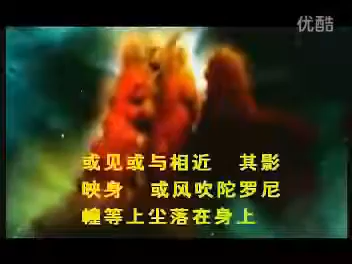 优酷
或见或与相近　其影
映身　或风吹陀罗尼
幢等上尘落在身上